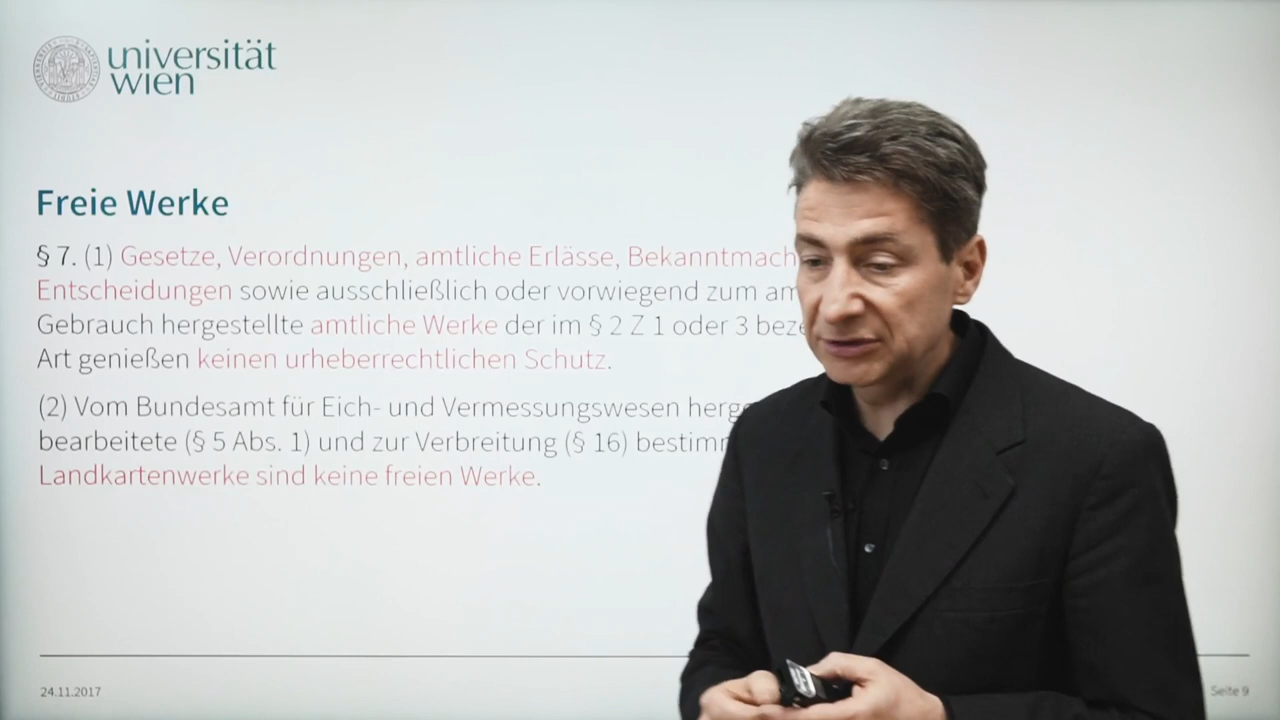 universität
wien
Freie Werke
§ 7. (1) Gesetze, Verordnungen, amtliche Erlässe, Bekanntmach
Entscheidungen sowie ausschließlich oder vorwiegend zum am
Gebrauch hergestellte amtliche Werke der im § 2 Z 1 oder 3 beze
Art genießen keinen urheberrechtlichen Schutz.
(2) Vom Bundesamt für Eich- und Vermessungswesen herge
bearbeitete (§ 5 Abs. 1) und zur Verbreitung (§ 16) bestimm
Landkartenwerke sind keine freien Werke.
24.11.2017
Seite 9